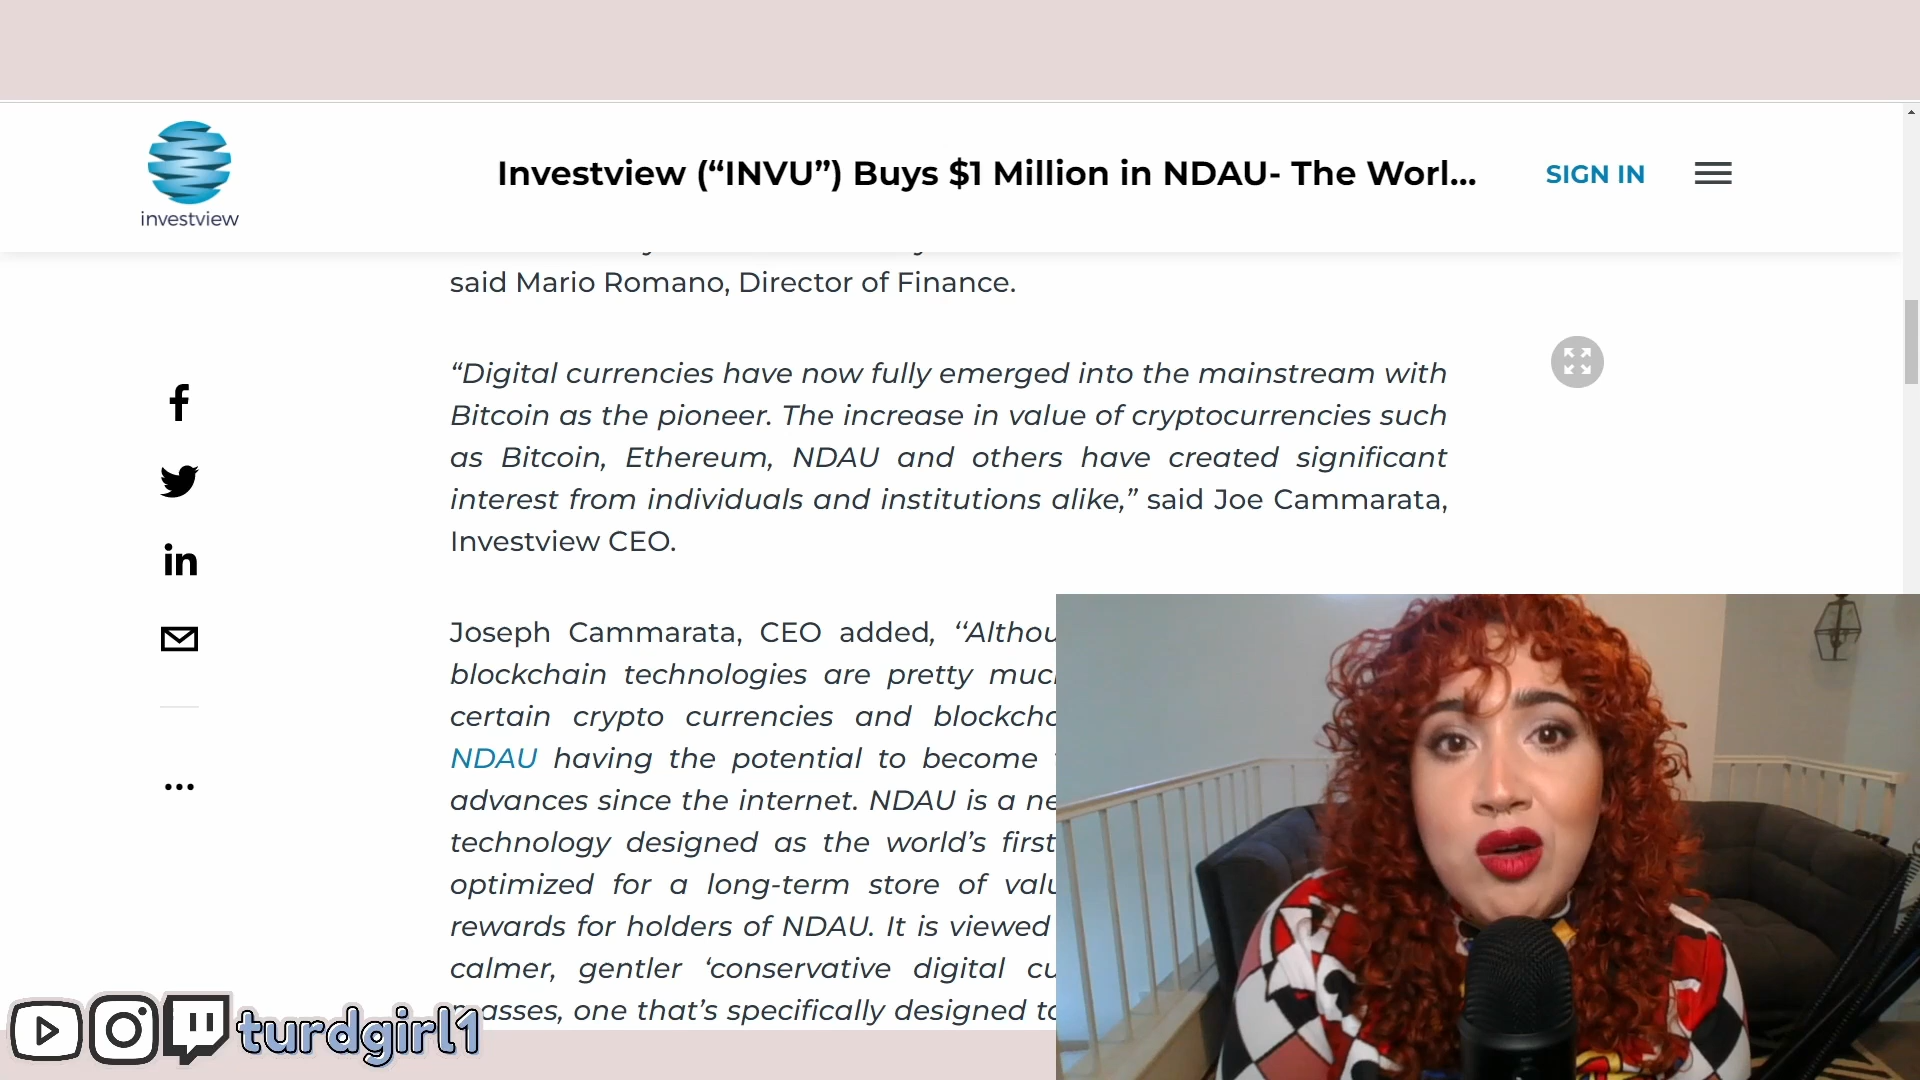 Investview (“INVU”) Buys $1 Million in NDAU- The Worl...
SIGN IN
investview
said Mario Romano, Director of Finance.
“Digital currencies have now fully emerged into the mainstream with
Bitcoin as the pioneer. The increase in value of cryptocurrencies such
as Bitcoin, Ethereum, NDAU and others have created significant
interest from individuals and institutions alike,” said Joe Cammarata,
Investview CEO.
Joseph Cammarata, CEO added, ‘‘Althou
blockchain technologies are pretty muc
certain crypto currencies and blockcha
NDAU having the potential to become
advances since the internet. NDAU is a ne
technology designed as the world’s first
optimized for a long-term store of valu
rewards for holders of NDAU. It is viewed
calmer, gentler ‘conservative digital cu
asses, one that’s specifically designed to
turdgirl1